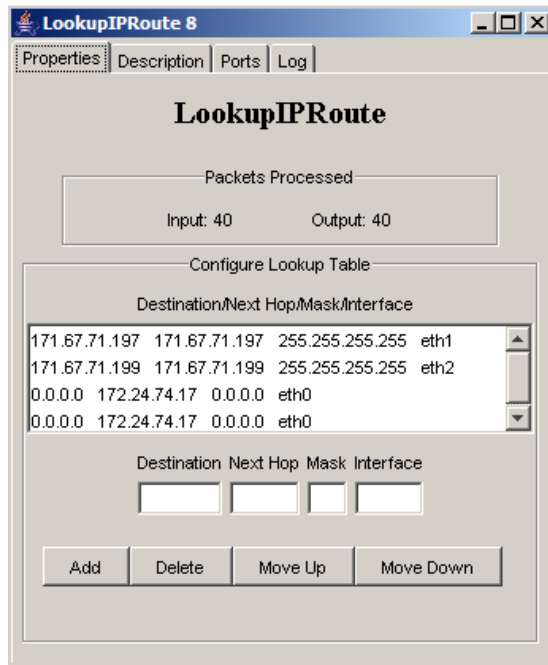 LookupIPRoute 8
Properties Description Ports Log
LookupIPRoute
Packets Processed
Input: 40 Output: 40
Configure Lookup Table
Destination/Next Hop/Mask/Interface
171.67.71.197 171.67.71.197 255.255.255.255 eth1
171.67.71.199 171.67.71.199 255.255.255.255 eth2
0.0.0.0 172.24.74.17 0.0.0.0 eth0
0.0.0.0 172.24.74.17 0.0.0.0 eth0
Destination Next Hop Mask Interface
Add Delete Move Up Move Down